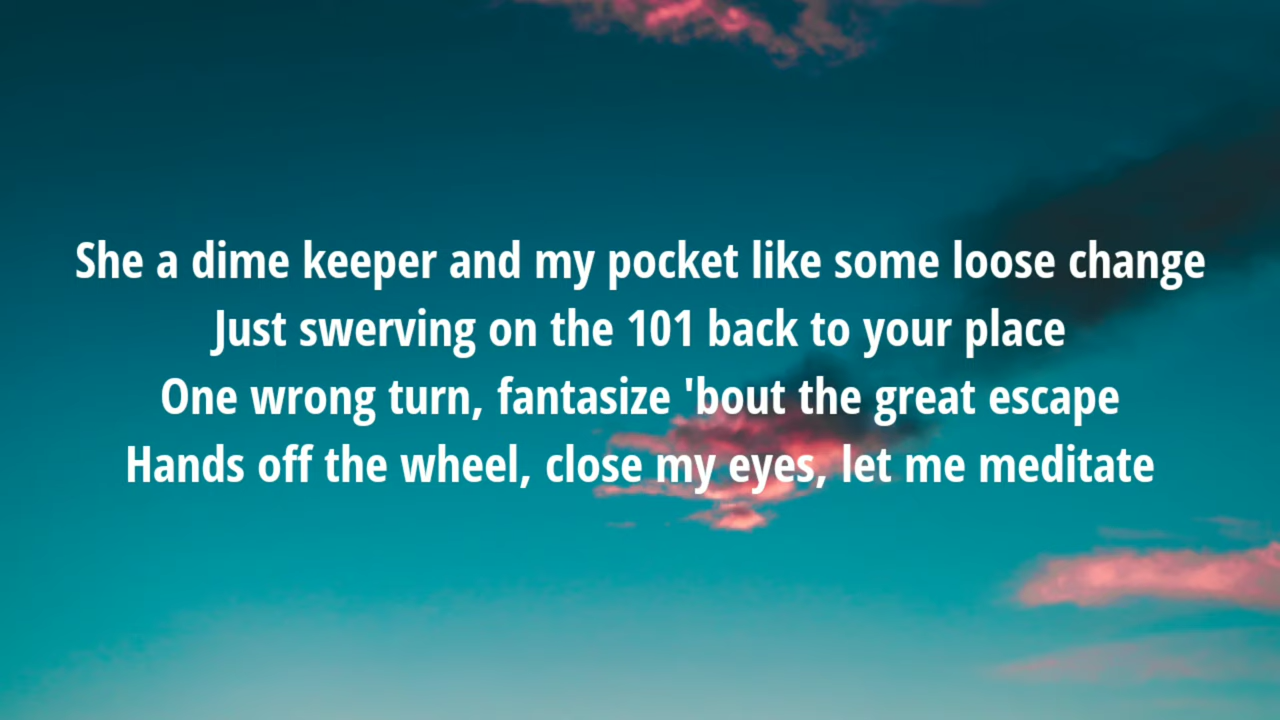 She a dime keeper and my pocket like some loose change
Just swerving on the 101 back to your place
One wrong turn, fantasize 'bout the great escape
Hands off the wheel, close my eyes, let me meditate